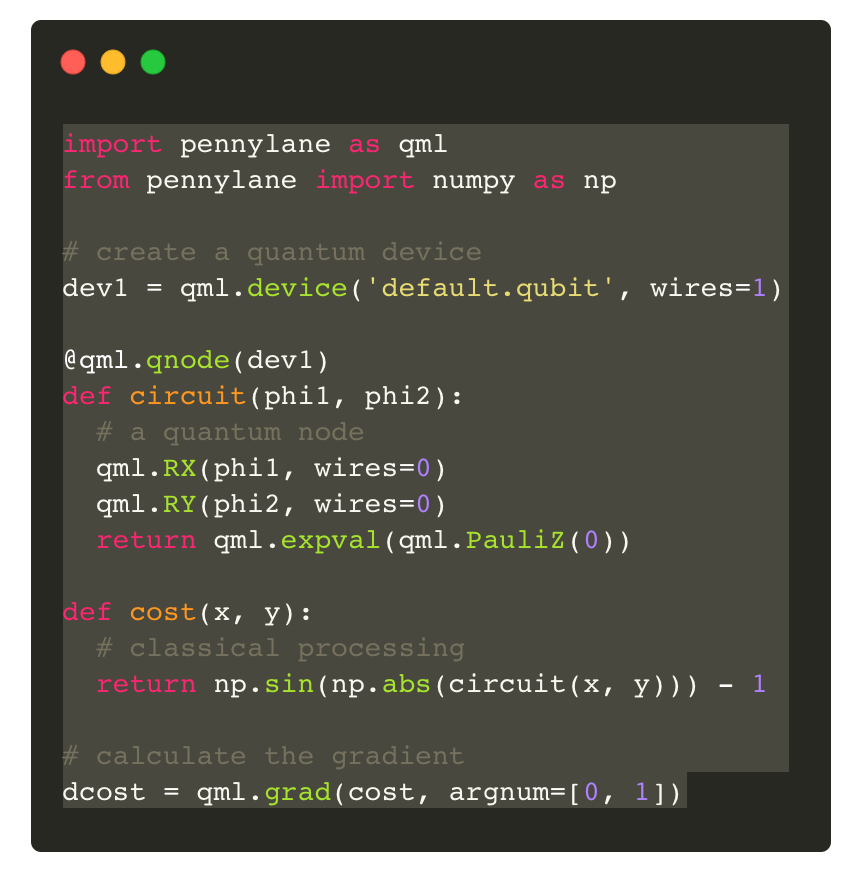 import pennylane as qml
from pennylane import numpy as np
# create a quantum device
dev1 = qml.device('default.qubit', wires=1)
@qml.qnode(dev1)
def circuit(phi1, phi2):
  # a quantum node
  qml.RX(phi1, wires=0)
  qml.RY(phi2, wires=0)
  return qml.expval(qml.PauliZ(0))
def cost(x, y):
  # classical processing
  return np.sin(np.abs(circuit(x, y))) - 1
# calculate the gradient
dcost = qml.grad(cost, argnum=[0, 1])